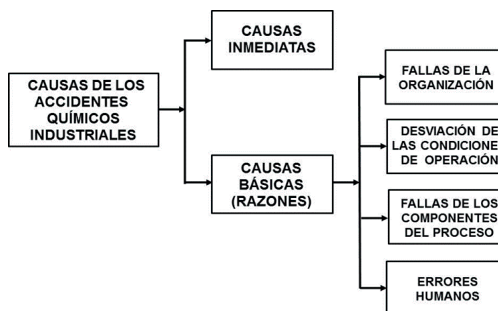 CAUSAS DE LOS
ACCIDENTES
QUÍMICOS
INDUSTRIALES
CAUSAS
INMEDIATAS
CAUSAS
BÁSICAS
(RAZONES)
FALLAS DE LA
ORGANIZACIÓN
DESVIACIÓN DE
LAS CONDICIONE
DE OPERACIÓN
FALLAS DE LOS
COMPONENTES
DEL PROCESO
ERRORES
HUMANOS